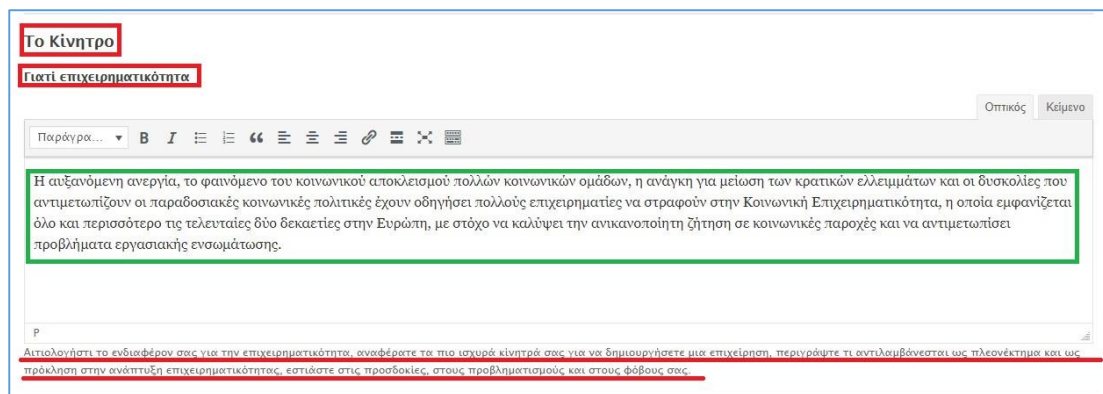 Το Κίνητρο
Γιατί επιχειρηματικότητα
Οπτικός Κείμενο
Παράγρα... B I
Η αυξανόμενη ανεργία, το φαινόμενο του κοινωνικού αποκλεισμού πολλών κοινωνικών ομάδων, η ανάγκη για μείωση των κρατικών ελλειμμάτων και οι δυσκολίες που
αντιμετωπίζουν οι παραδοσιακές κοινωνικές πολιτικές έχουν οδηγήσει πολλούς επιχειρηματίες να στραφούν στην Κοινωνική Επιχειρηματικότητα, η οποία εμφανίζεται
όλο και περισσότερο τις τελευταίες δύο δεκαετίες στην Ευρώπη, με στόχο να καλύψει την ανικανοποίητη ζήτηση σε κοινωνικές παροχές και να αντιμετωπίσει
προβλήματα εργασιακής ενσωμάτωσης.
P
Αιτιολογήστι το ενδιαφέρον σας για την επιχειρηματικότητα, αναφέρατε τα πιο ισχυρά κίνητρά σας για να δημιουργήσετε μια επιχείρηση, περιγράψτε τι αντιλαμβάνεσται ως πλεονέκτημα και ως
πρόκληση στην ανάπτυξη επιχειρηματικότητας, εστιάστε στις προσδοκίες, στους προβληματισμούς και στους φόβους σας.